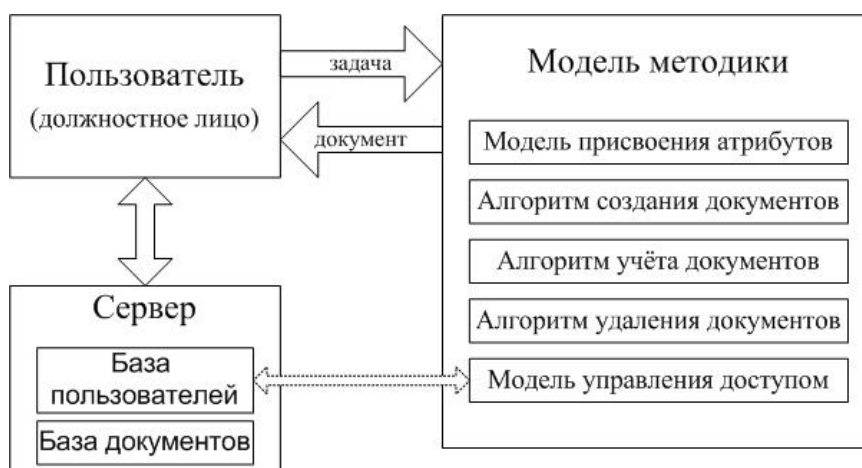 Пользователь
(должностное лицо)
задача
документ
Модель методики
Модель присвоения атрибутов
Алгоритм создания документов
Алгоритм учёта документов
Алгоритм удаления документов
Модель управления доступом
Сервер
База
пользователей
База документов